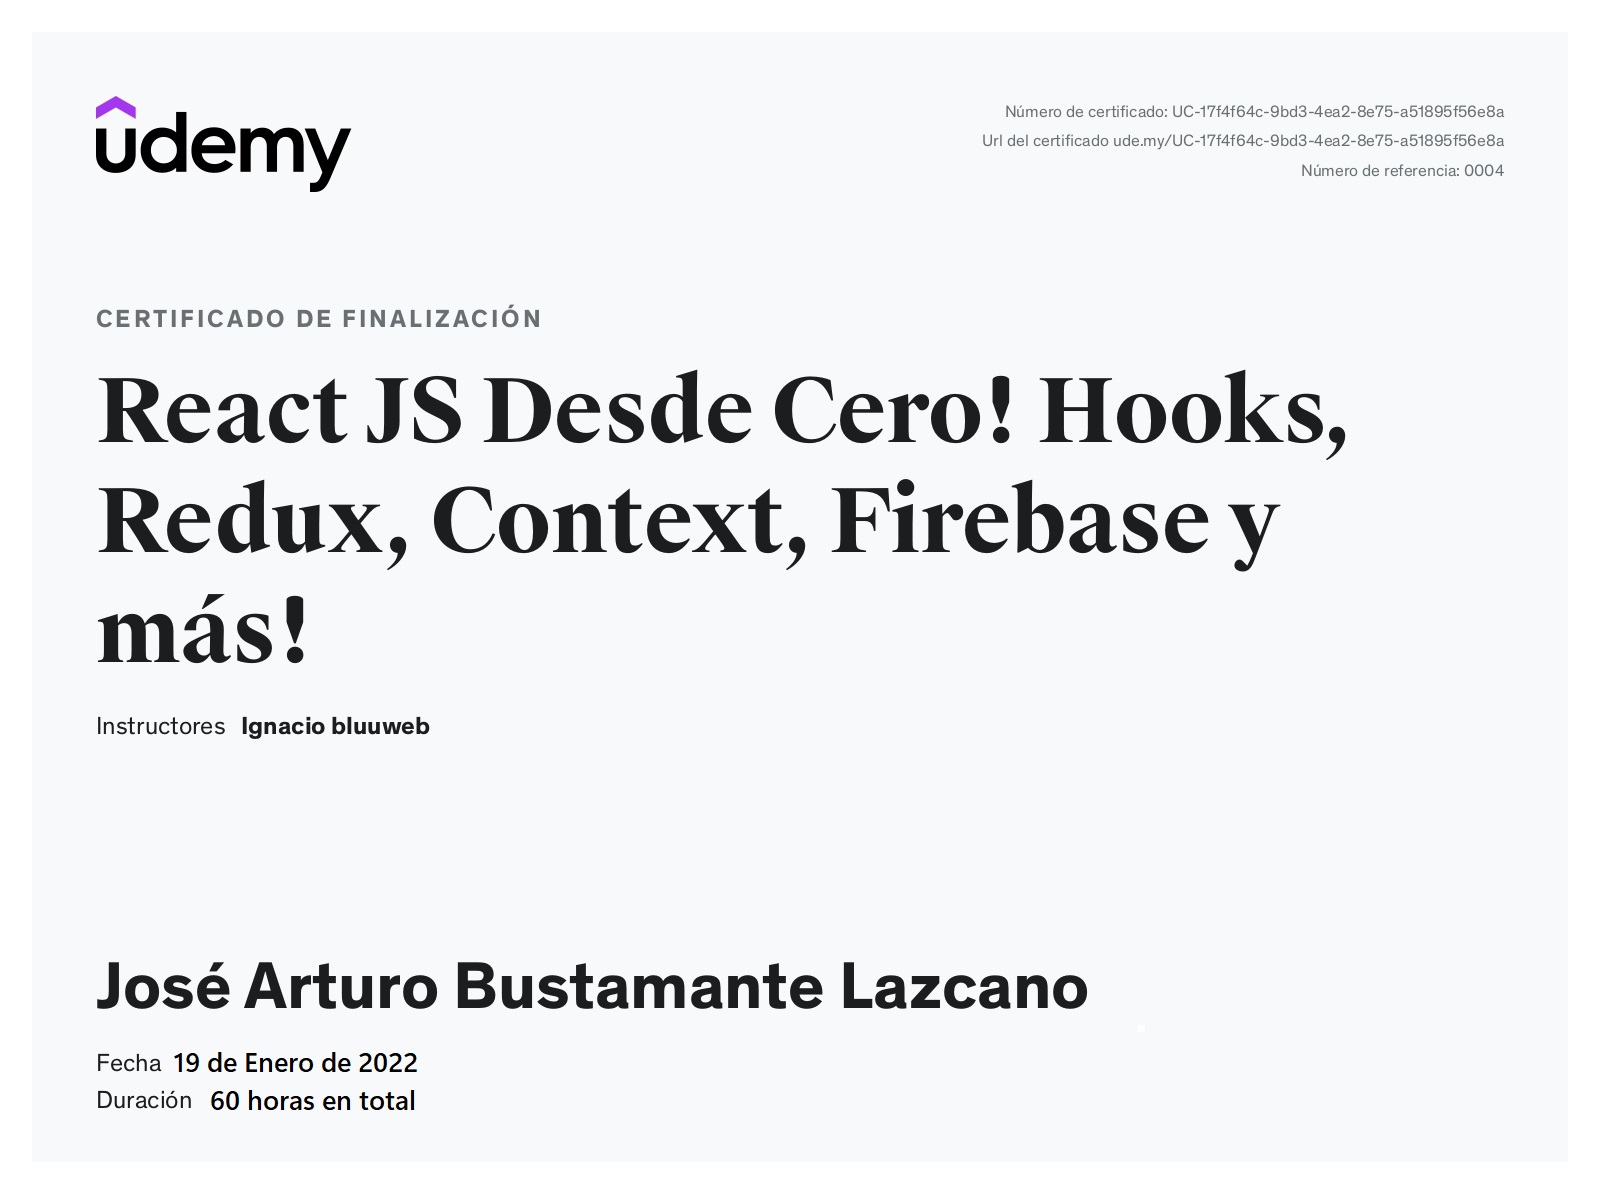 udemy
Número de certificado: UC-17f4f64c-9bd3-4ea2-8e75-a51895f56e8a
Url del certificado ude.my/UC-17f4f64c-9bd3-4ea2-8e75-a51895f56e8a
Número de referencia: 0004
CERTIFICADO DE FINALIZACIÓN
React JS Desde Cero! Hooks,
Redux, Context, Firebase y
más!
Instructores Ignacio bluuweb
José Arturo Bustamante Lazcano
Fecha 19 de Enero de 2022
Duración 60 horas en total